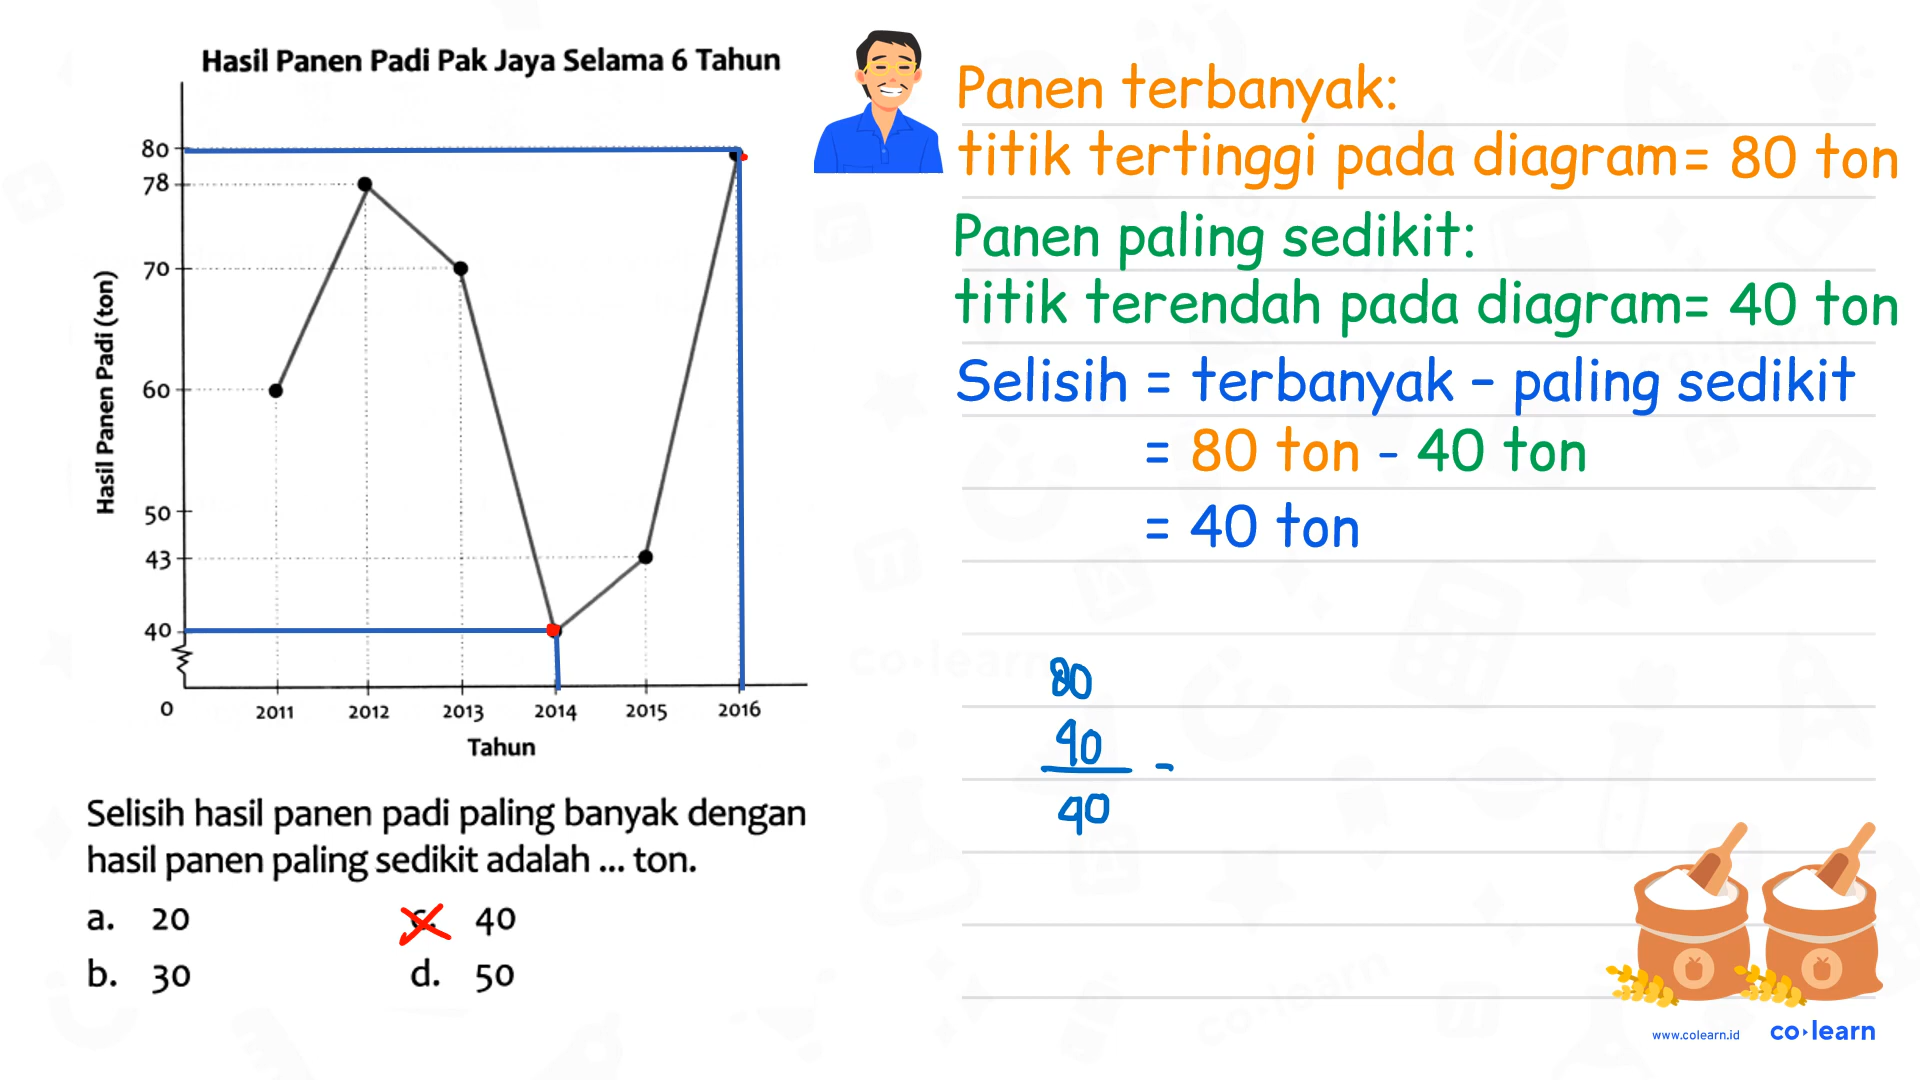 Hasil Panen Padi Pak Jaya Selama 6 Tahun
Hasil Panen Padi (ton)
80
78
70
60
50
43
40
0
2011 2012 2013 2014 2015 2016
Tahun
Selisih hasil panen padi paling banyak dengan
hasil panen paling sedikit adalah ... ton.
a. 20 c. 40
b. 30 d. 50
Panen terbanyak:
titik tertinggi pada diagram = 80 ton
Panen paling sedikit:
titik terendah pada diagram = 40 ton
Selisih = terbanyak - paling sedikit
= 80 ton - 40 ton
= 40 ton
80
40
-
40
co-learn
co-learn
www.colearn.id
co·learn